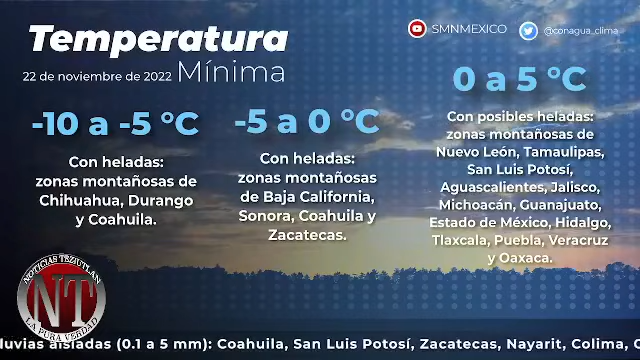 Temperatura
22 de noviembre de 2022 Mínima
SMNMEXICO
@conagua_clima
-10 a -5 °C
Con heladas:
zonas montañosas de
Chihuahua, Durango
y Coahuila.
-5 a 0 °C
Con heladas:
zonas montañosas
de Baja California,
Sonora, Coahuila y
Zacatecas.
0 a 5 °C
Con posibles heladas:
zonas montañosas de
Nuevo León, Tamaulipas,
San Luis Potosí,
Aguascalientes, Jalisco,
Michoacán, Guanajuato,
Estado de México, Hidalgo,
Tlaxcala, Puebla, Veracruz
y Oaxaca.
NOTICIAS TEZIUTLAN
NT
LA PURA VERDAD
luvias aisladas (0.1 a 5 mm): Coahuila, San Luis Potosí, Zacatecas, Nayarit, Colima,